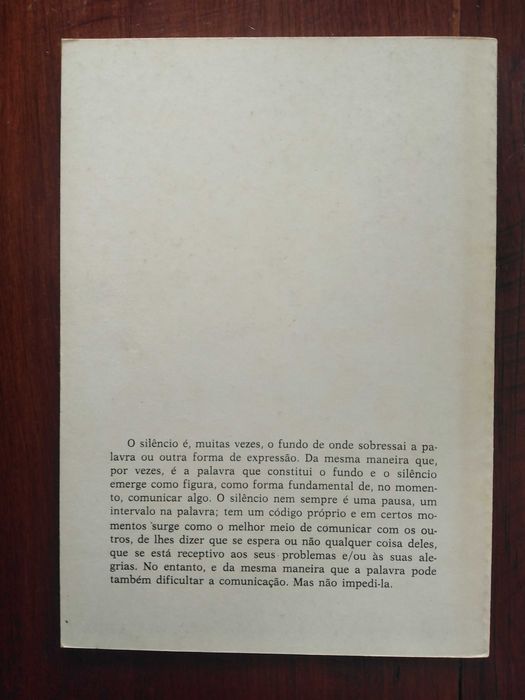 O silêncio é, muitas vezes, o fundo de onde sobressai a pa-
lavra ou outra forma de expressão. Da mesma maneira que,
por vezes, é a palavra que constitui o fundo e o silêncio
emerge como figura, como forma fundamental de, no momen-
to, comunicar algo. O silêncio nem sempre é uma pausa, um
intervalo na palavra; tem um código próprio e em certos mo-
mentos surge como o melhor meio de comunicar com os ou-
tros, de lhes dizer que se espera ou não qualquer coisa deles,
que se está receptivo aos seus problemas e/ou às suas ale-
grias. No entanto, e da mesma maneira que a palavra pode
também dificultar a comunicação. Mas não impedi-la.